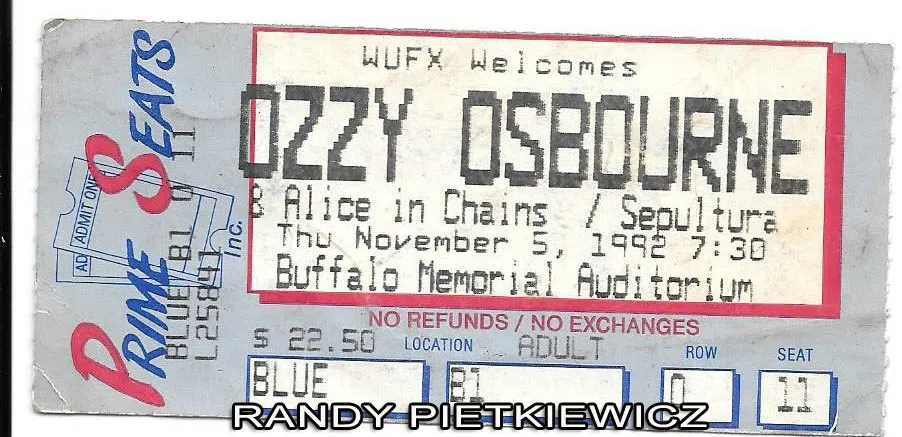 WUFX Welcomes
OZZY OSBOURNE
& Alice in Chains / Sepultura
Thu November 5, 1992 7:30
Buffalo Memorial Auditorium
NO REFUNDS / NO EXCHANGES
$ 22.50 LOCATION ADULT ROW SEAT
BLUE B1 O 11
PRIME SEATS Inc.
ADMIT ONE
AD
BLUE B1 O 11
L25841
RANDY PIETKIEWICZ